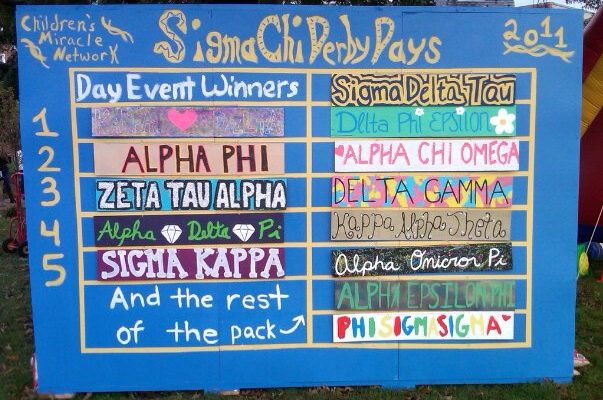 Children's
Miracle
Network
Sigma Chi Derby Days
2011
Day Event Winners
1
2
ALPHA PHI
3
ZETA TAU ALPHA
4
Alpha Delta Pi
5
SIGMA KAPPA
And the rest
of the pack
Sigma Delta Tau
Delta Phi EPSILON
ALPHA CHI OMEGA
DELTA GAMMA
Kappa Alpha Theta
Alpha Omicron Pi
ALPHA EPSILON PHI
PHI SIGMA SIGMA